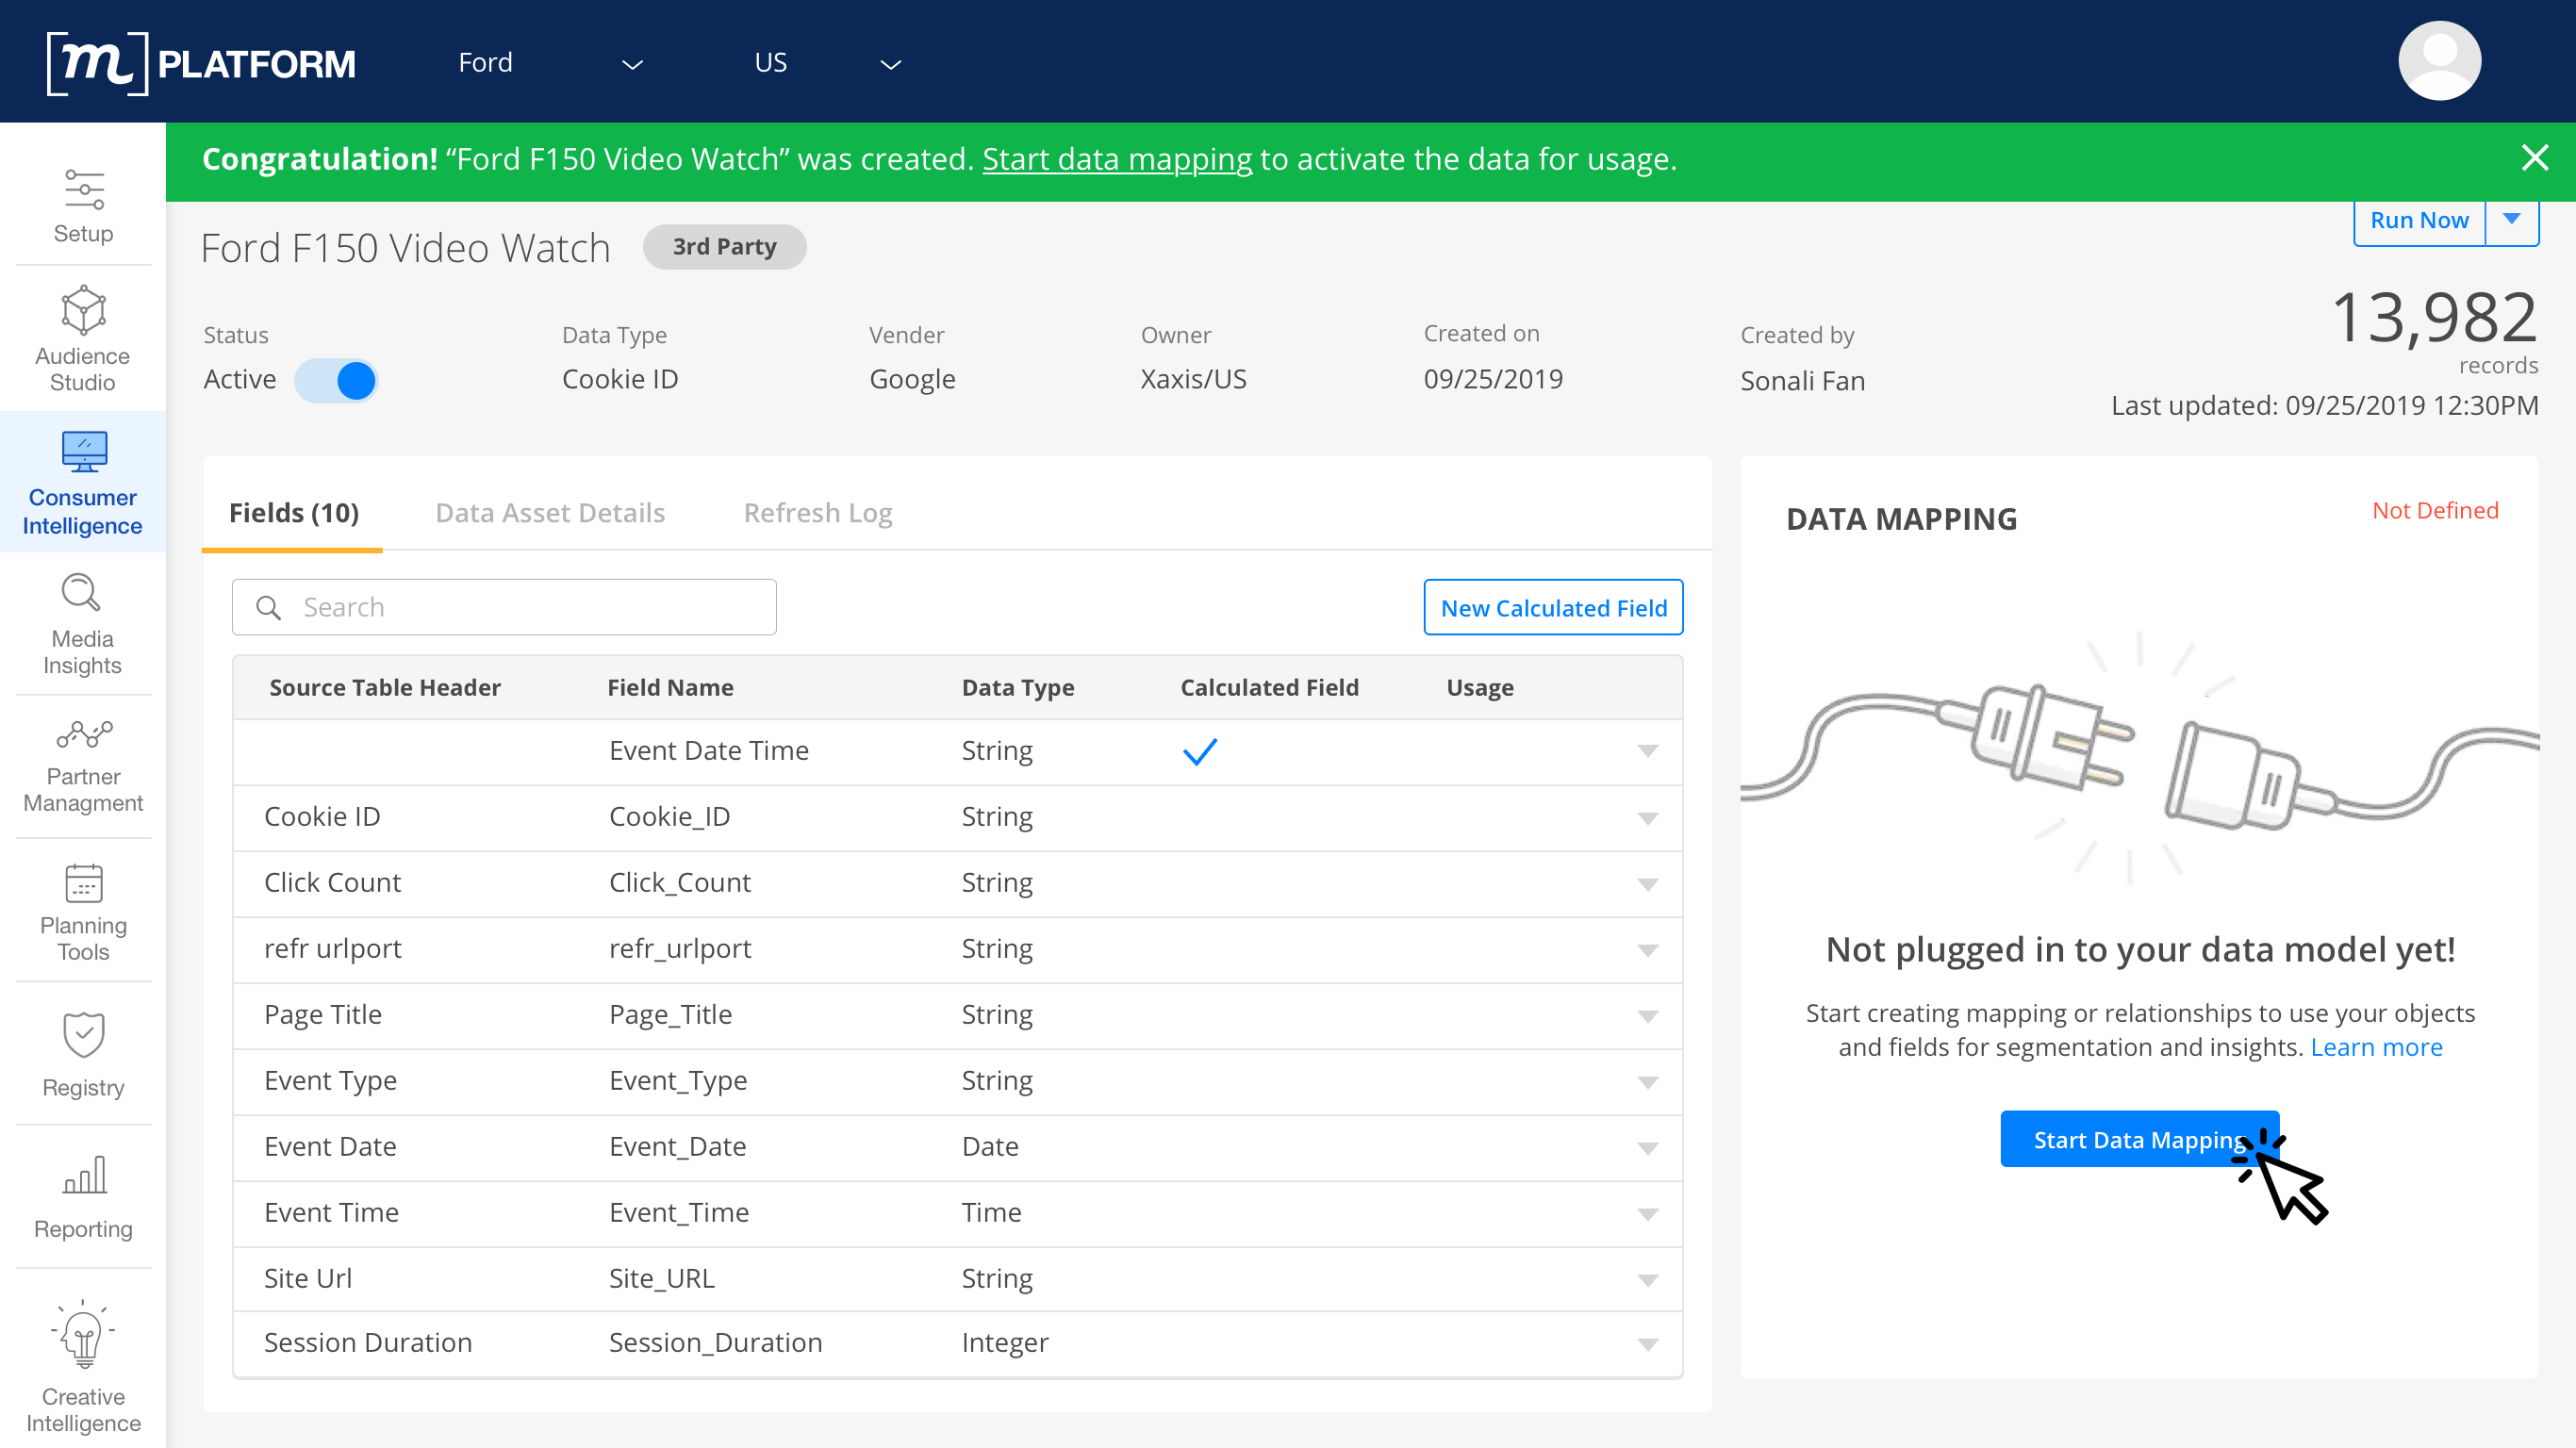 [m] PLATFORM
Ford
US
Congratulation! “Ford F150 Video Watch” was created. Start data mapping to activate the data for usage.
Setup
Audience
Studio
Consumer
Intelligence
Media
Insights
Partner
Managment
Planning
Tools
Registry
Reporting
Creative
Intelligence
Ford F150 Video Watch
3rd Party
Run Now
Status
Active
Data Type
Cookie ID
Vender
Google
Owner
Xaxis/US
Created on
09/25/2019
Created by
Sonali Fan
13,982
records
Last updated: 09/25/2019 12:30PM
Fields (10) Data Asset Details Refresh Log
Search
New Calculated Field
Source Table Header Field Name Data Type Calculated Field Usage
Event Date Time String
Cookie ID Cookie_ID String
Click Count Click_Count String
refr urlport refr_urlport String
Page Title Page_Title String
Event Type Event_Type String
Event Date Event_Date Date
Event Time Event_Time Time
Site Url Site_URL String
Session Duration Session_Duration Integer
DATA MAPPING
Not Defined
Not plugged in to your data model yet!
Start creating mapping or relationships to use your objects
and fields for segmentation and insights. Learn more
Start Data Mapping